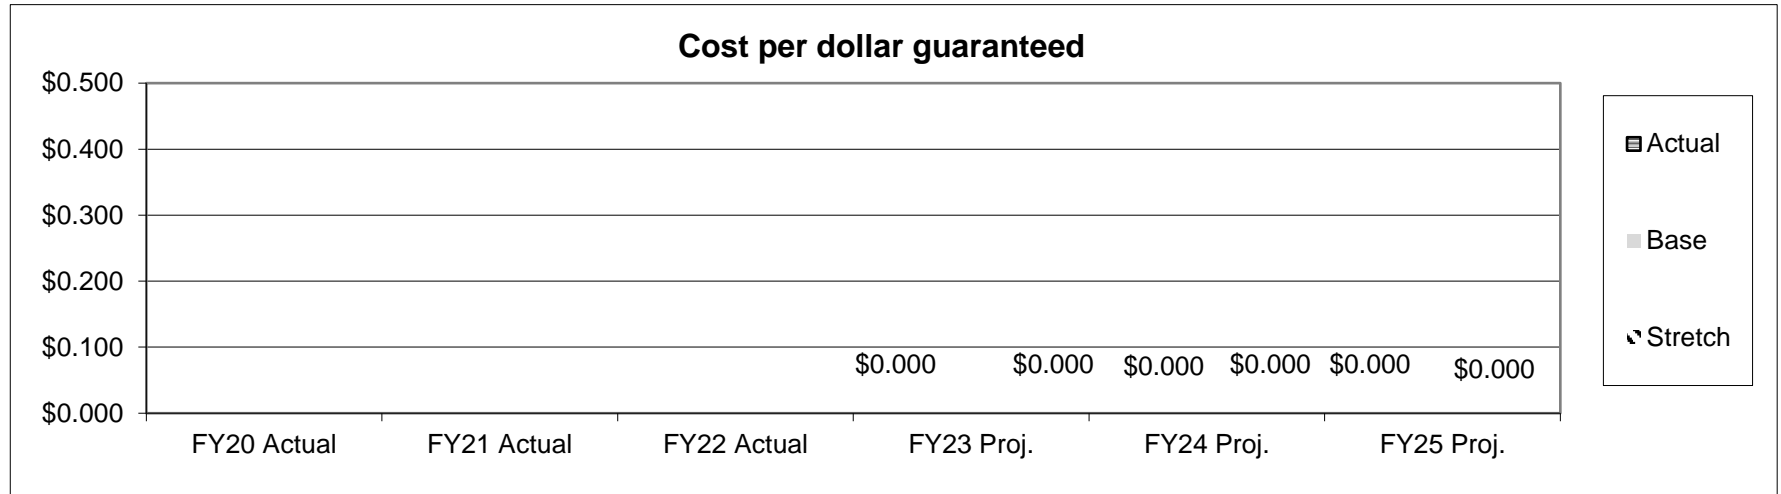 Cost per dollar guaranteed
$0.500
$0.400
$0.300
$0.200
$0.100
$0.000
$0.000 $0.000 $0.000 $0.000 $0.000 $0.000
FY20 Actual FY21 Actual FY22 Actual FY23 Proj. FY24 Proj. FY25 Proj.
Actual
Base
Stretch